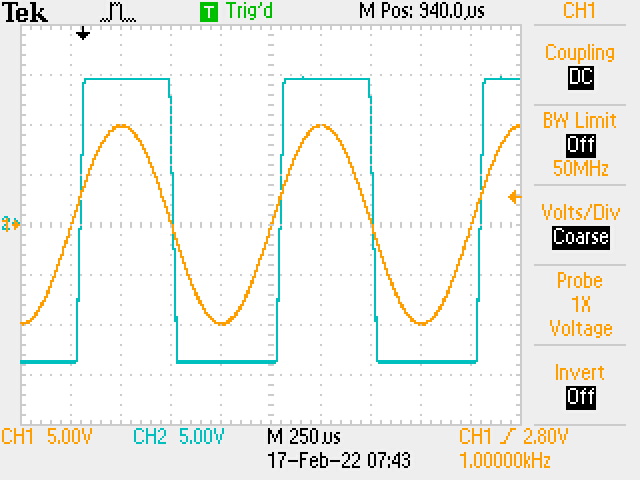 Tek T Trig'd M Pos: 940.0µs CH1
Coupling
DC
BW Limit
Off
50MHz
Volts/Div
Coarse
Probe
1X
Voltage
Invert
Off
2
CH1 5.00V CH2 5.00V M 250µs CH1 2.80V
17-Feb-22 07:43 1.00000kHz